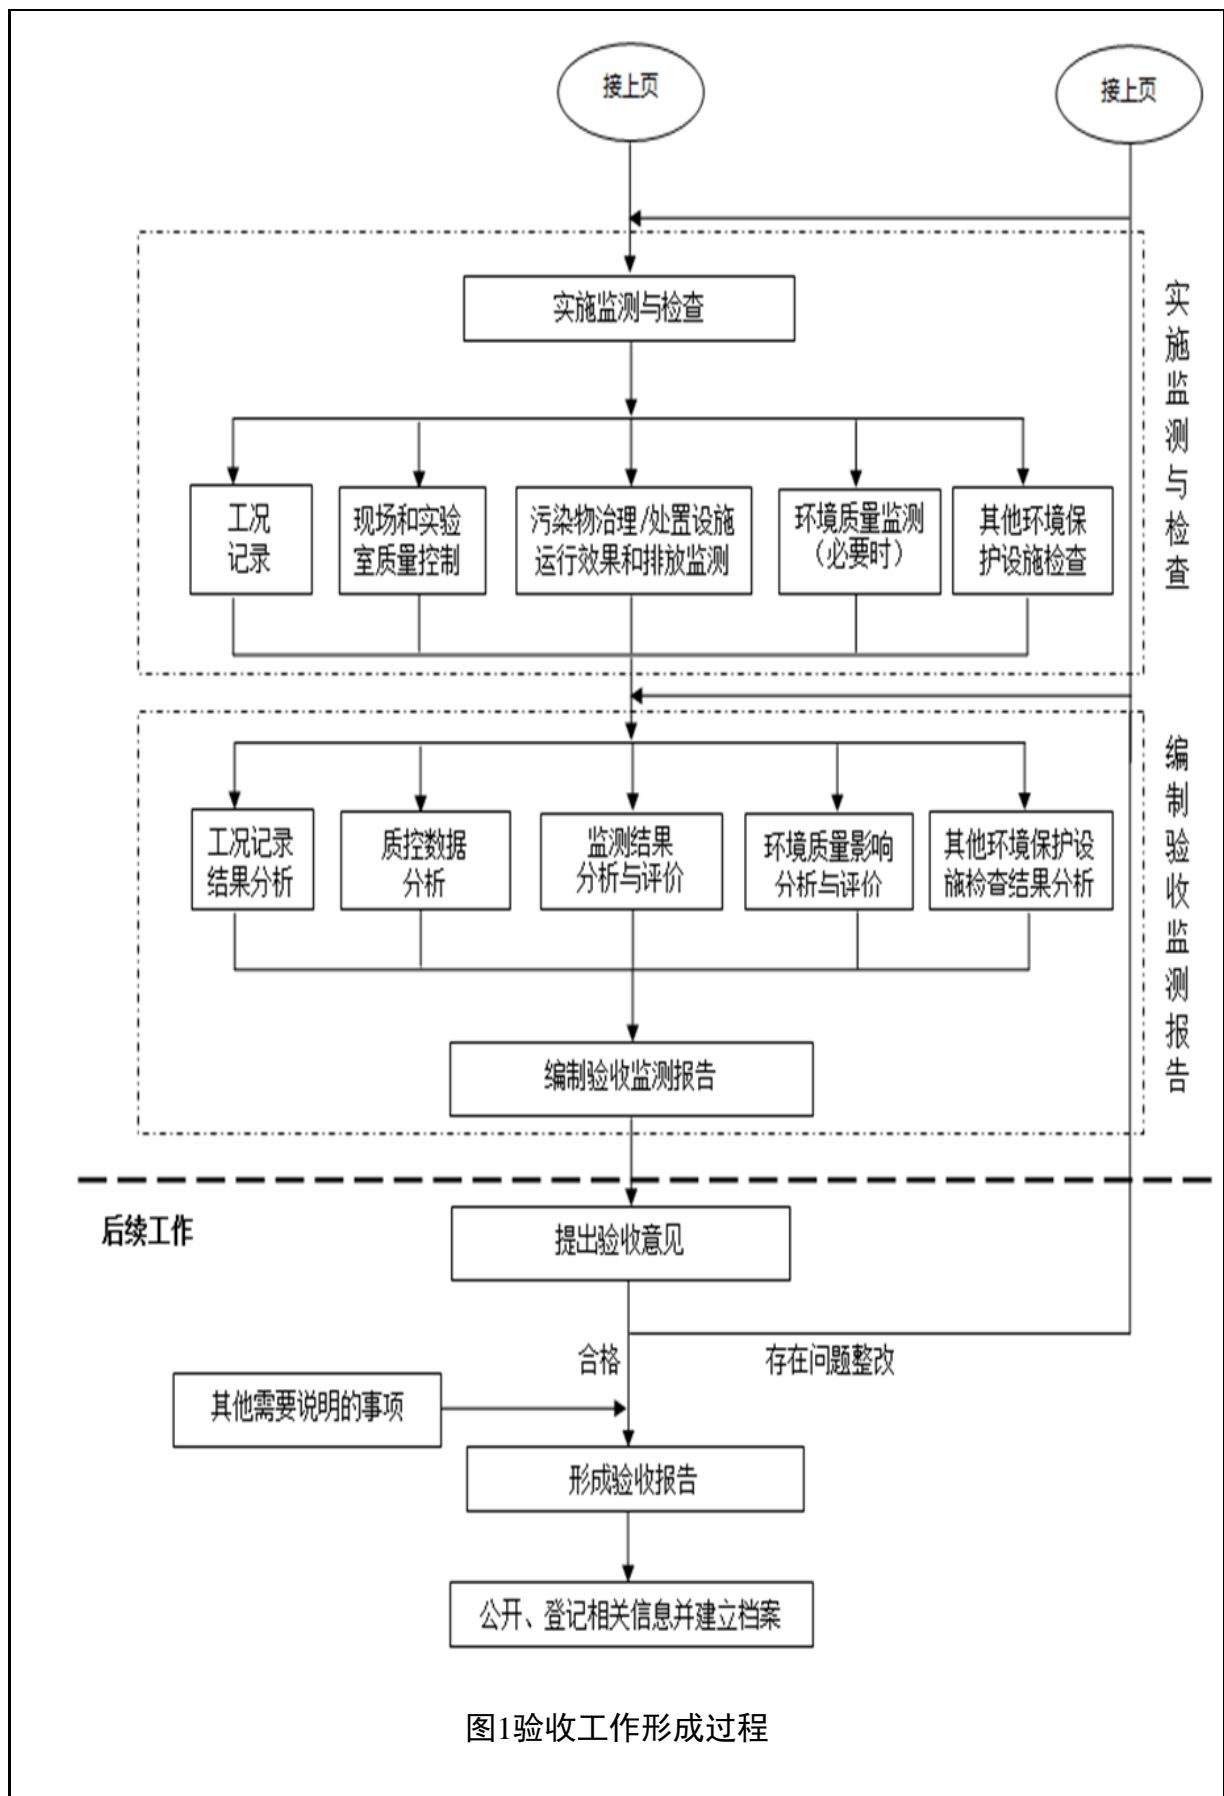 接上页
接上页
实施监测与检查
实施监测与检查
工况
记录
现场和实验
室质量控制
污染物治理/处置设施
运行效果和排放监测
环境质量监测
（必要时）
其他环境保
护设施检查
编制验收监测报告
工况记录
结果分析
质控数据
分析
监测结果
分析与评价
环境质量影响
分析与评价
其他环境保护设
施检查结果分析
编制验收监测报告
后续工作
提出验收意见
合格
存在问题整改
其他需要说明的事项
形成验收报告
公开、登记相关信息并建立档案
图1验收工作形成过程